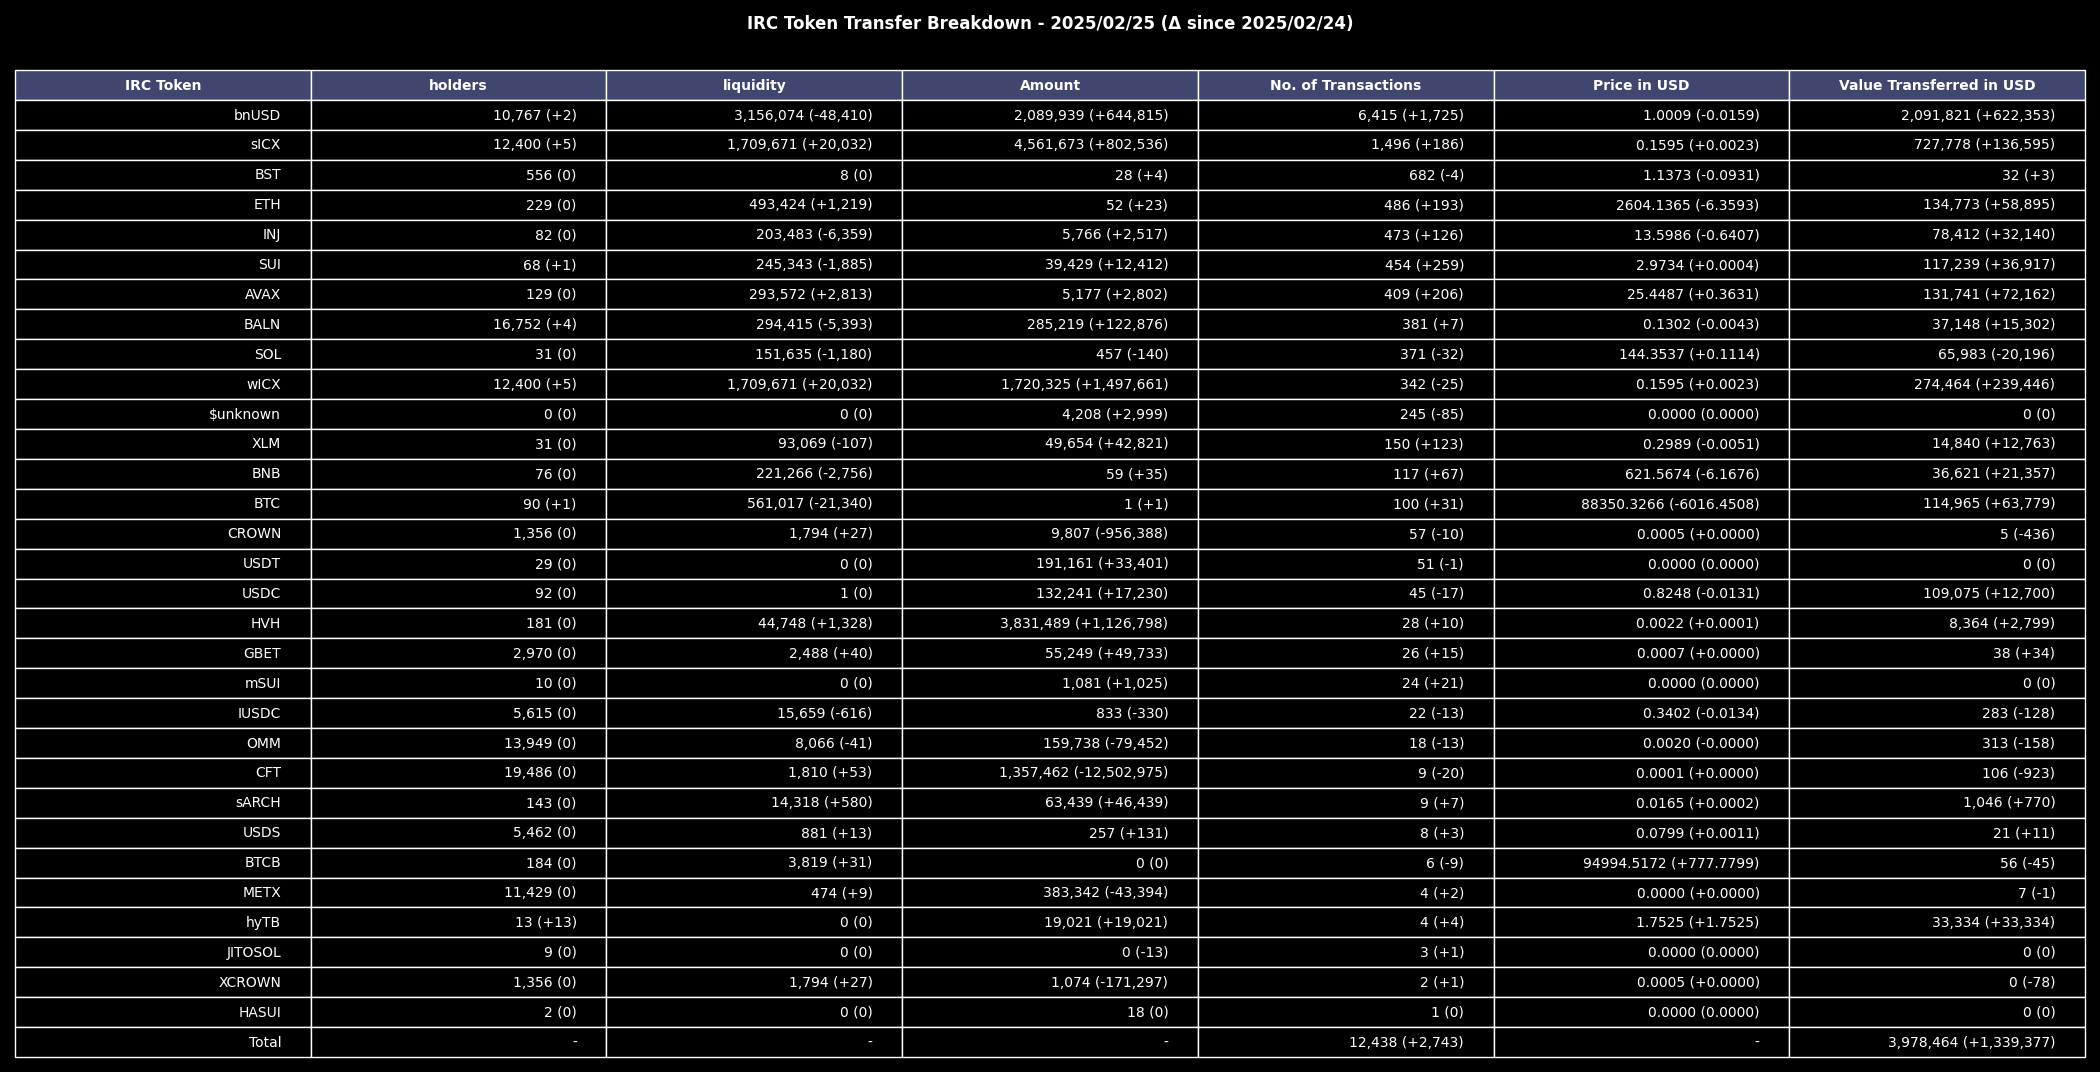 IRC Token Transfer Breakdown - 2025/02/25 (Δ since 2025/02/24)
IRC Token holders liquidity Amount No. of Transactions Price in USD Value Transferred in USD
bnUSD 10,767 (+2) 3,156,074 (-48,410) 2,089,939 (+644,815) 6,415 (+1,725) 1.0009 (-0.0159) 2,091,821 (+622,353)
sICX 12,400 (+5) 1,709,671 (+20,032) 4,561,673 (+802,536) 1,496 (+186) 0.1595 (+0.0023) 727,778 (+136,595)
BST 556 (0) 8 (0) 28 (+4) 682 (-4) 1.1373 (-0.0931) 32 (+3)
ETH 229 (0) 493,424 (+1,219) 52 (+23) 486 (+193) 2604.1365 (-6.3593) 134,773 (+58,895)
INJ 82 (0) 203,483 (-6,359) 5,766 (+2,517) 473 (+126) 13.5986 (-0.6407) 78,412 (+32,140)
SUI 68 (+1) 245,343 (-1,885) 39,429 (+12,412) 454 (+259) 2.9734 (+0.0004) 117,239 (+36,917)
AVAX 129 (0) 293,572 (+2,813) 5,177 (+2,802) 409 (+206) 25.4487 (+0.3631) 131,741 (+72,162)
BALN 16,752 (+4) 294,415 (-5,393) 285,219 (+122,876) 381 (+7) 0.1302 (-0.0043) 37,148 (+15,302)
SOL 31 (0) 151,635 (-1,180) 457 (-140) 371 (-32) 144.3537 (+0.1114) 65,983 (-20,196)
wICX 12,400 (+5) 1,709,671 (+20,032) 1,720,325 (+1,497,661) 342 (-25) 0.1595 (+0.0023) 274,464 (+239,446)
$unknown 0 (0) 0 (0) 4,208 (+2,999) 245 (-85) 0.0000 (0.0000) 0 (0)
XLM 31 (0) 93,069 (-107) 49,654 (+42,821) 150 (+123) 0.2989 (-0.0051) 14,840 (+12,763)
BNB 76 (0) 221,266 (-2,756) 59 (+35) 117 (+67) 621.5674 (-6.1676) 36,621 (+21,357)
BTC 90 (+1) 561,017 (-21,340) 1 (+1) 100 (+31) 88350.3266 (-6016.4508) 114,965 (+63,779)
CROWN 1,356 (0) 1,794 (+27) 9,807 (-956,388) 57 (-10) 0.0005 (+0.0000) 5 (-436)
USDT 29 (0) 0 (0) 191,161 (+33,401) 51 (-1) 0.0000 (0.0000) 0 (0)
USDC 92 (0) 1 (0) 132,241 (+17,230) 45 (-17) 0.8248 (-0.0131) 109,075 (+12,700)
HVH 181 (0) 44,748 (+1,328) 3,831,489 (+1,126,798) 28 (+10) 0.0022 (+0.0001) 8,364 (+2,799)
GBET 2,970 (0) 2,488 (+40) 55,249 (+49,733) 26 (+15) 0.0007 (+0.0000) 38 (+34)
mSUI 10 (0) 0 (0) 1,081 (+1,025) 24 (+21) 0.0000 (0.0000) 0 (0)
IUSDC 5,615 (0) 15,659 (-616) 833 (-330) 22 (-13) 0.3402 (-0.0134) 283 (-128)
OMM 13,949 (0) 8,066 (-41) 159,738 (-79,452) 18 (-13) 0.0020 (-0.0000) 313 (-158)
CFT 19,486 (0) 1,810 (+53) 1,357,462 (-12,502,975) 9 (-20) 0.0001 (+0.0000) 106 (-923)
sARCH 143 (0) 14,318 (+580) 63,439 (+46,439) 9 (+7) 0.0165 (+0.0002) 1,046 (+770)
USDS 5,462 (0) 881 (+13) 257 (+131) 8 (+3) 0.0799 (+0.0011) 21 (+11)
BTCB 184 (0) 3,819 (+31) 0 (0) 6 (-9) 94994.5172 (+777.7799) 56 (-45)
METX 11,429 (0) 474 (+9) 383,342 (-43,394) 4 (+2) 0.0000 (+0.0000) 7 (-1)
hyTB 13 (+13) 0 (0) 19,021 (+19,021) 4 (+4) 1.7525 (+1.7525) 33,334 (+33,334)
JITOSOL 9 (0) 0 (0) 0 (-13) 3 (+1) 0.0000 (0.0000) 0 (0)
XCROWN 1,356 (0) 1,794 (+27) 1,074 (-171,297) 2 (+1) 0.0005 (+0.0000) 0 (-78)
HASUI 2 (0) 0 (0) 18 (0) 1 (0) 0.0000 (0.0000) 0 (0)
Total - - - 12,438 (+2,743) - 3,978,464 (+1,339,377)